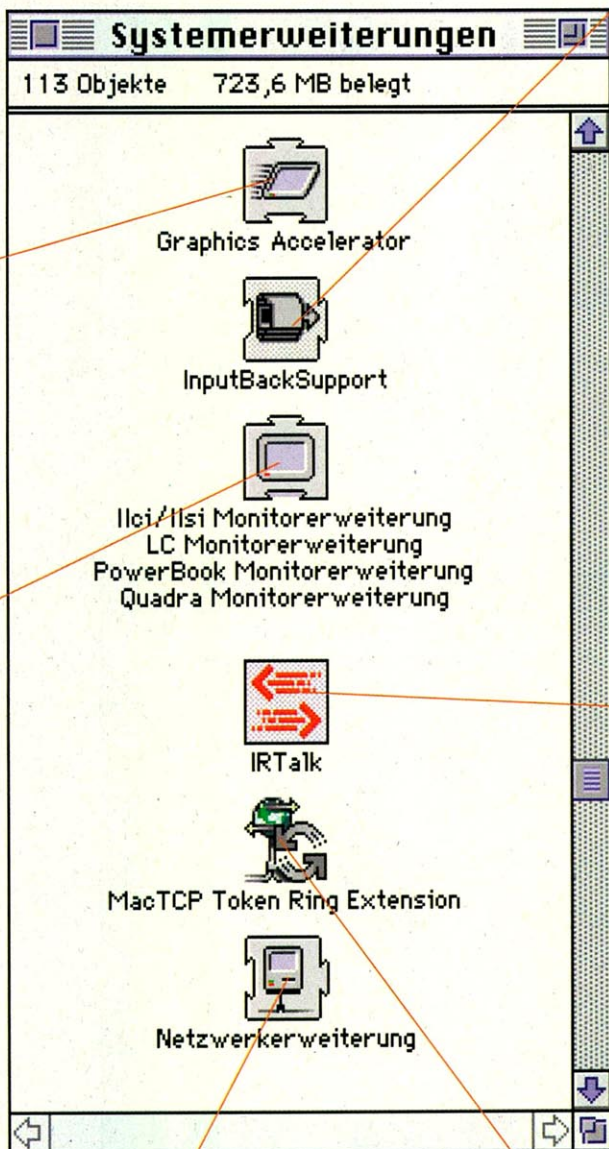 Systemerweiterungen
113 Objekte 723,6 MB belegt
Graphics Accelerator
InputBackSupport
IIci/IIsi Monitorerweiterung
LC Monitorerweiterung
PowerBook Monitorerweiterung
Quadra Monitorerweiterung
IRTalk
MacTCP Token Ring Extension
Netzwerkerweiterung